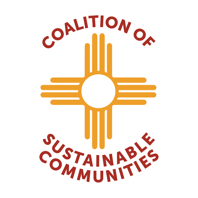 COALITION OF
SUSTAINABLE
COMMUNITIES